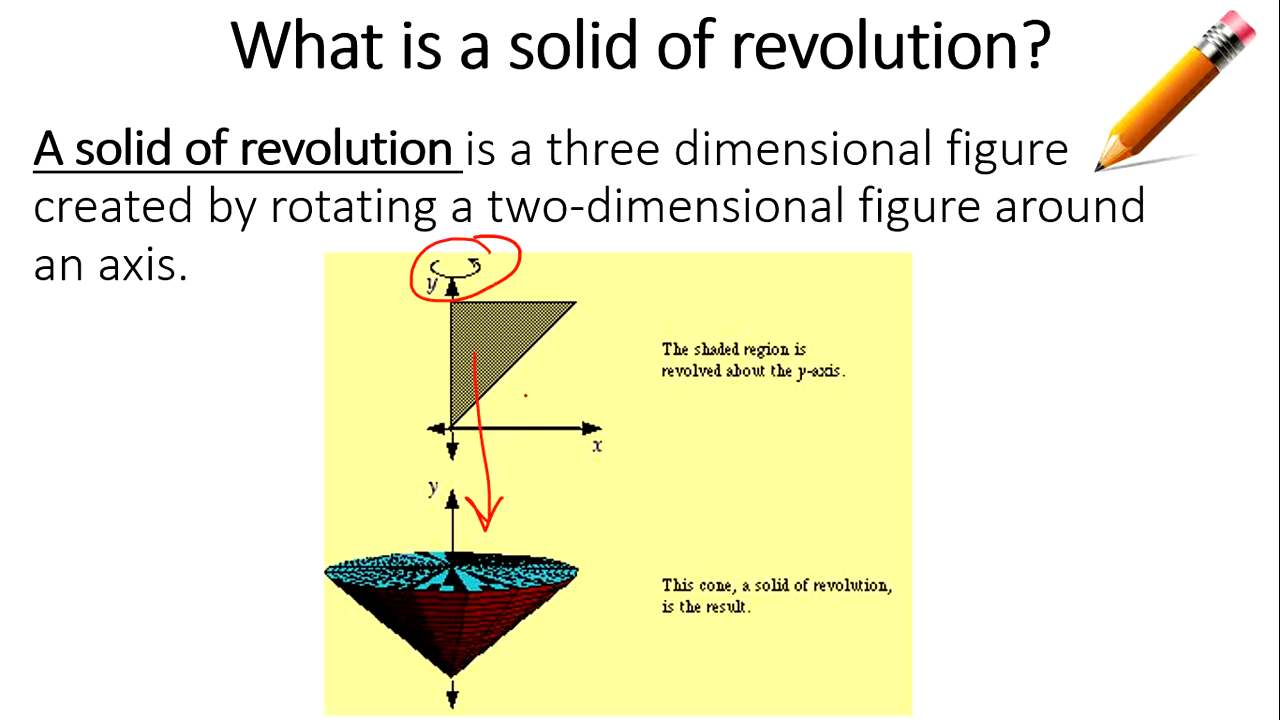 What is a solid of revolution?
A solid of revolution is a three dimensional figure
created by rotating a two-dimensional figure around
an axis.
y
The shaded region is
revolved about the y-axis.
x
y
This cone, a solid of revolution,
is the result.